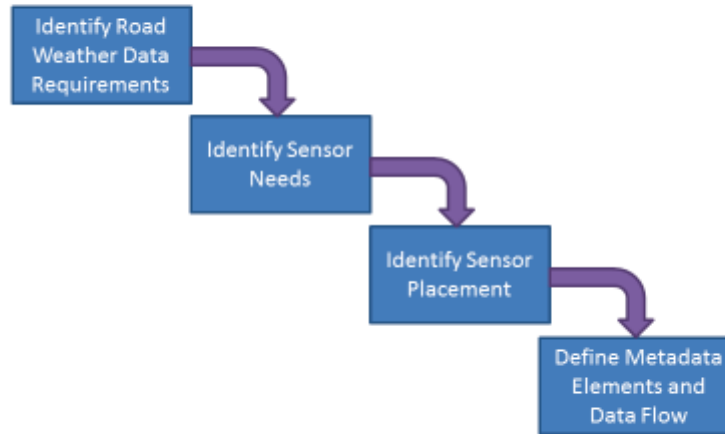 Identify Road
Weather Data
Requirements
Identify Sensor
Needs
Identify Sensor
Placement
Define Metadata
Elements and
Data Flow